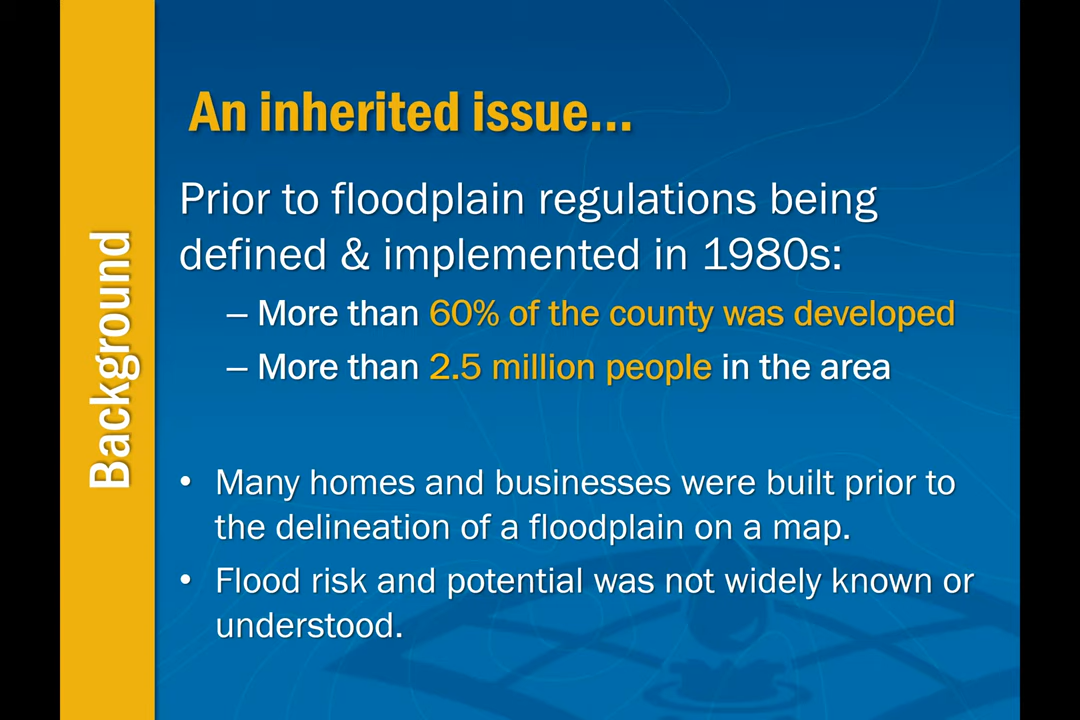 Background
An inherited issue...
Prior to floodplain regulations being
defined & implemented in 1980s:
– More than 60% of the county was developed
– More than 2.5 million people in the area
• Many homes and businesses were built prior to
the delineation of a floodplain on a map.
• Flood risk and potential was not widely known or
understood.